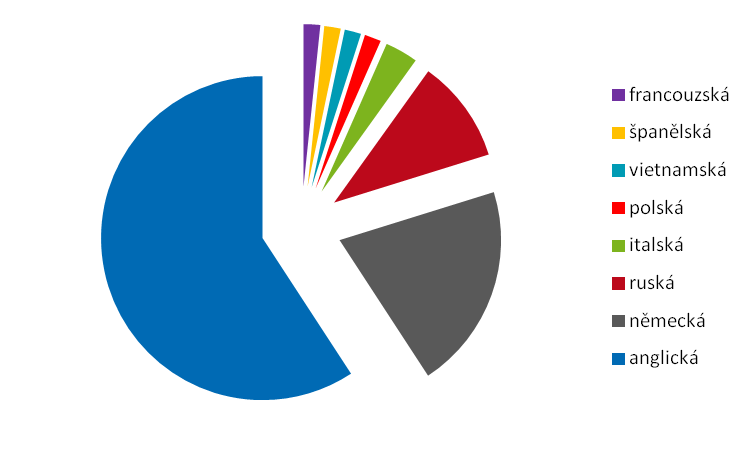 francouzská
španělská
vietnamská
polská
italská
ruská
německá
anglická